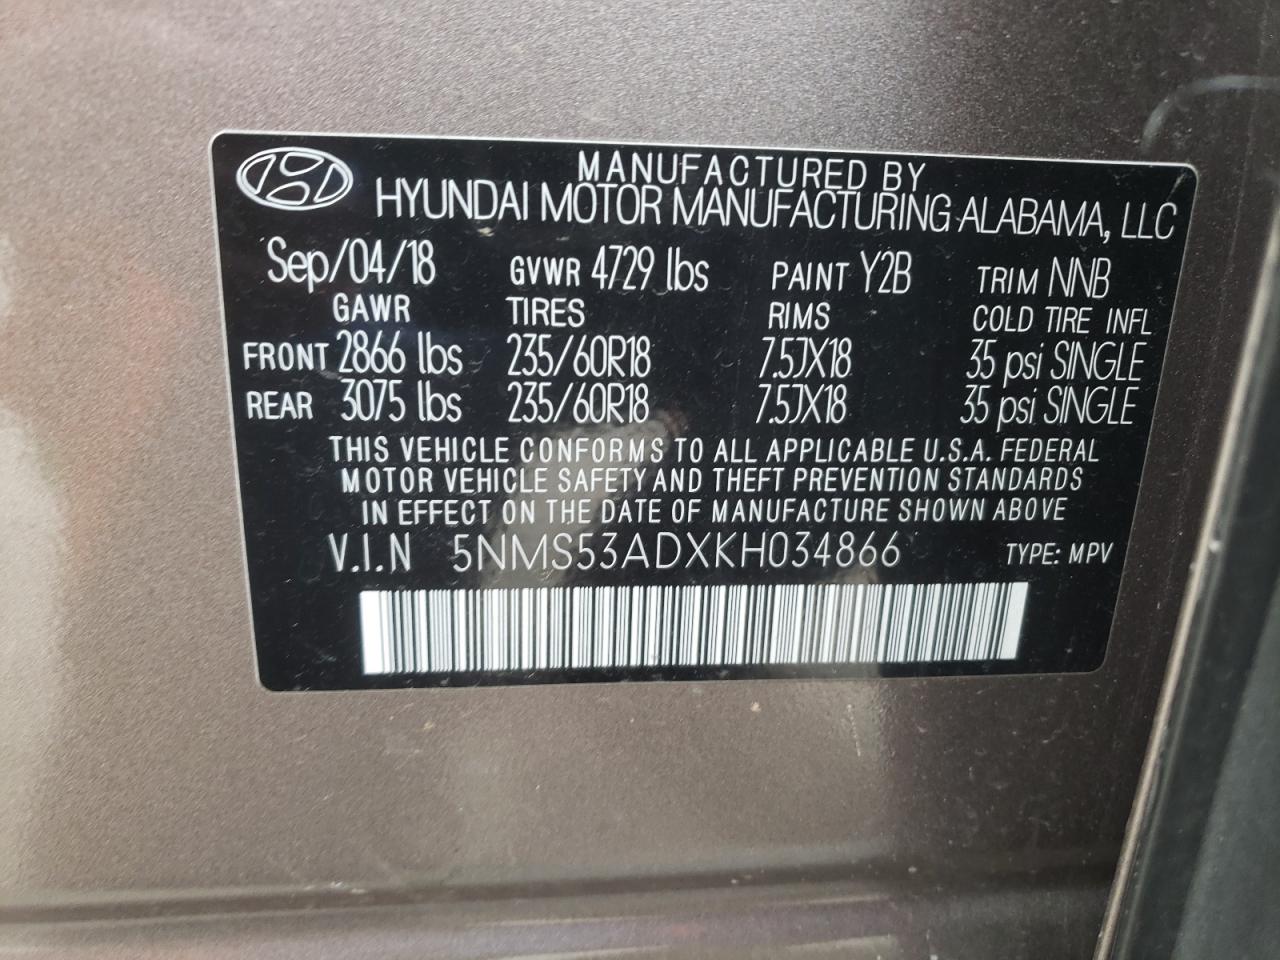 MANUFACTURED BY
HYUNDAI MOTOR MANUFACTURING ALABAMA, LLC
Sep/04/18 GVWR 4729 lbs PAINT Y2B TRIM NNB
GAWR TIRES RIMS COLD TIRE INFL
FRONT 2866 lbs 235/60R18 7.5JX18 35 psi SINGLE
REAR 3075 lbs 235/60R18 7.5JX18 35 psi SINGLE
THIS VEHICLE CONFORMS TO ALL APPLICABLE U.S.A. FEDERAL
MOTOR VEHICLE SAFETY AND THEFT PREVENTION STANDARDS
IN EFFECT ON THE DATE OF MANUFACTURE SHOWN ABOVE
V.I.N 5NMS53ADXKH034866 TYPE: MPV